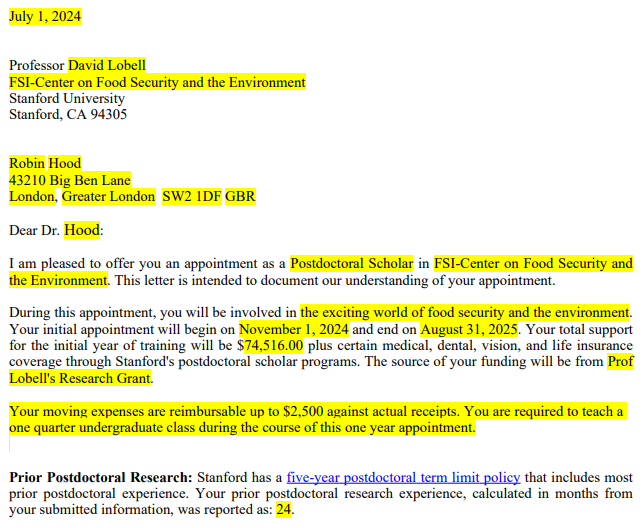 July 1, 2024
Professor David Lobell
FSI-Center on Food Security and the Environment
Stanford University
Stanford, CA 94305
Robin Hood
43210 Big Ben Lane
London, Greater London  SW2 1DF GBR
Dear Dr. Hood:
I am pleased to offer you an appointment as a Postdoctoral Scholar in FSI-Center on Food Security and
the Environment. This letter is intended to document our understanding of your appointment.
During this appointment, you will be involved in the exciting world of food security and the environment.
Your initial appointment will begin on November 1, 2024 and end on August 31, 2025. Your total support
for the initial year of training will be $74,516.00 plus certain medical, dental, vision, and life insurance
coverage through Stanford's postdoctoral scholar programs. The source of your funding will be from Prof
Lobell's Research Grant.
Your moving expenses are reimbursable up to $2,500 against actual receipts. You are required to teach a
one quarter undergraduate class during the course of this one year appointment.
Prior Postdoctoral Research: Stanford has a five-year postdoctoral term limit policy that includes most
prior postdoctoral experience. Your prior postdoctoral research experience, calculated in months from
your submitted information, was reported as: 24.